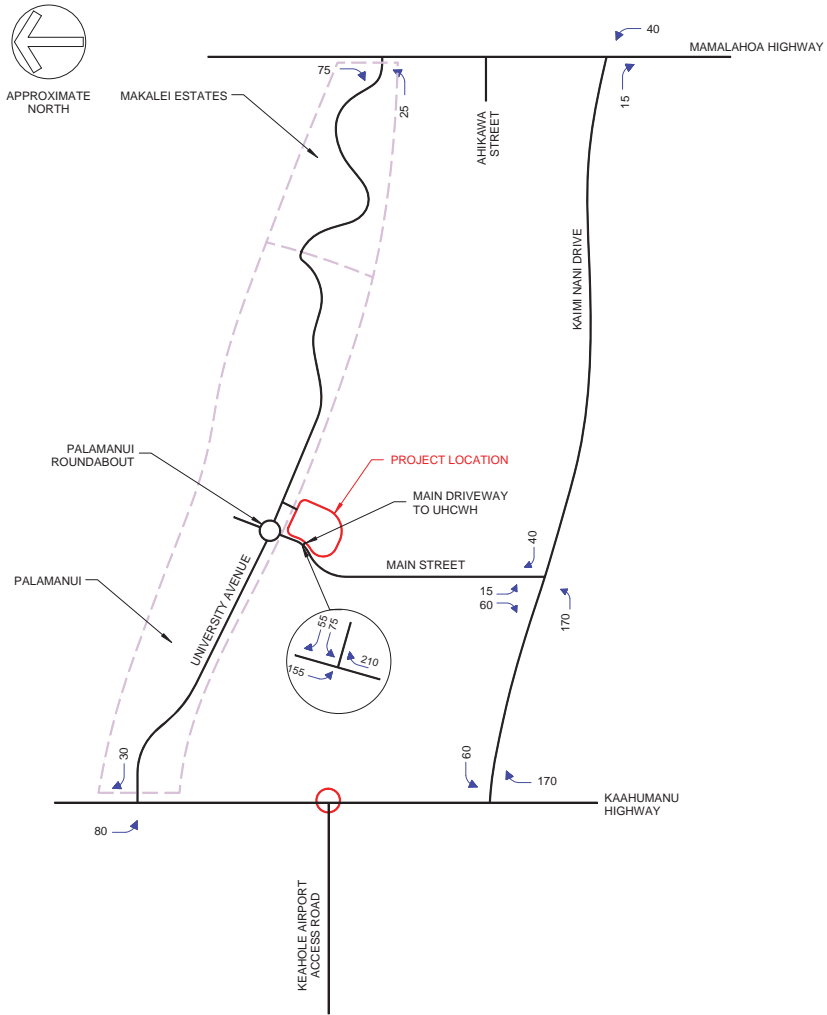 40
MAMALAHOA HIGHWAY
75
15
APPROXIMATE
NORTH
MAKALEI ESTATES
25
AHIKAWA
STREET
KAIMI NANI DRIVE
PALAMANUI
ROUNDABOUT
PROJECT LOCATION
MAIN DRIVEWAY
TO UHCWH
40
MAIN STREET
PALAMANUI
UNIVERSITY AVENUE
15
60
170
55
75
155
210
30
60
170
KAAHUMANU
HIGHWAY
80
KEAHOLE AIRPORT
ACCESS ROAD